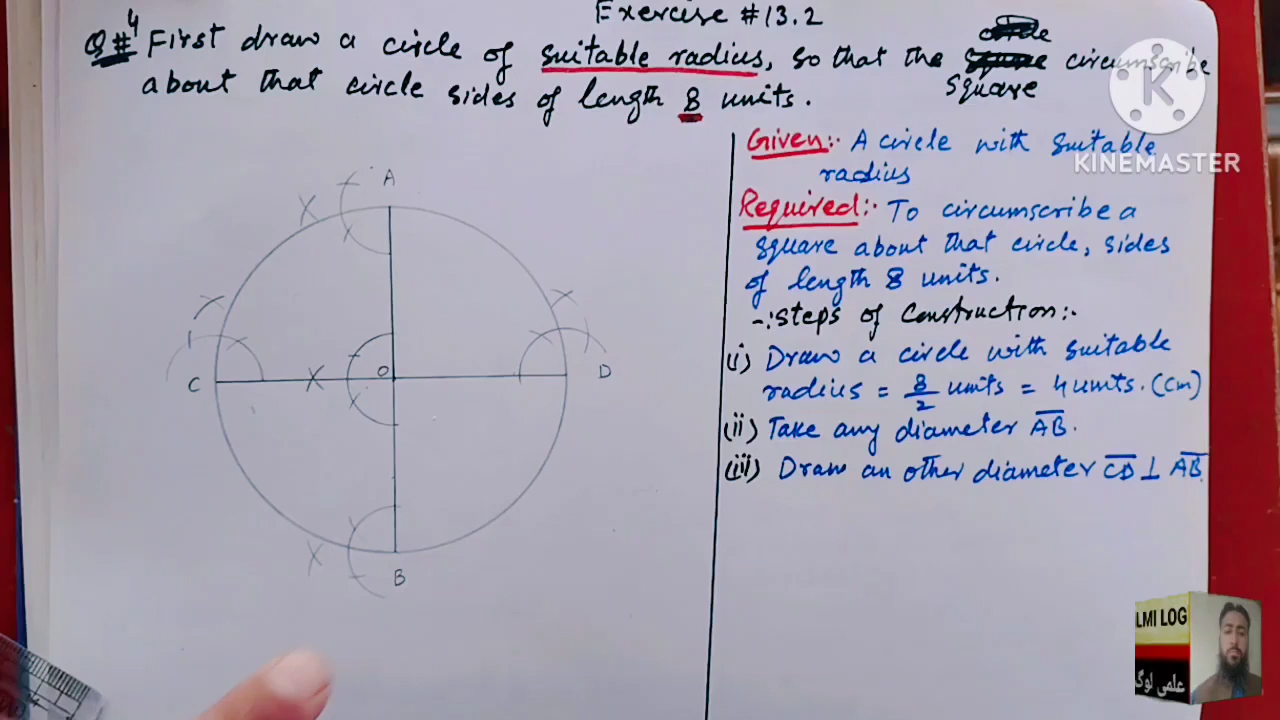 Exercise #13.2
Q#4 First draw a circle of suitable radius, so that the circumscribe
square
about that circle sides of length 8 units.
Given:- A circle with suitable
radius
Required:- To circumscribe a
square about that circle, sides
of length 8 units.
-:Steps of Construction:-
(i) Draw a circle with suitable
radius = 8/2 units = 4 units. (cm)
(ii) Take any diameter A̅B̅.
(iii) Draw an other diameter C̅D̅ ⊥ A̅B̅.
A
C
O
D
B
K
KINEMASTER
ILMI LOG
علمی لوگ